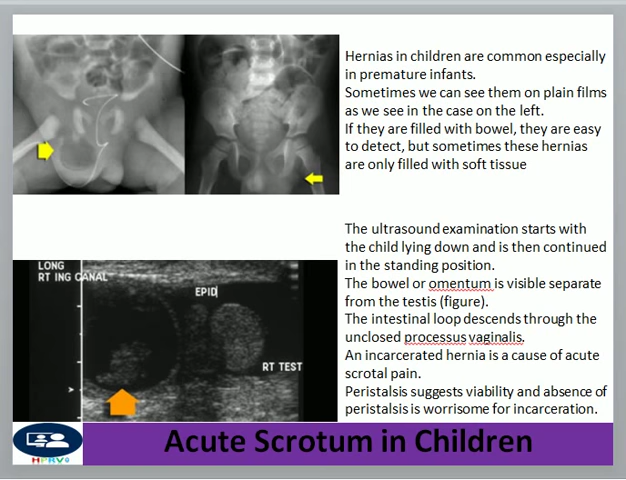 Hernias in children are common especially
in premature infants.
Sometimes we can see them on plain films
as we see in the case on the left.
If they are filled with bowel, they are easy
to detect, but sometimes these hernias
are only filled with soft tissue
The ultrasound examination starts with
the child lying down and is then continued
in the standing position.
The bowel or omentum is visible separate
from the testis (figure).
The intestinal loop descends through the
unclosed processus vaginalis.
An incarcerated hernia is a cause of acute
scrotal pain.
Peristalsis suggests viability and absence of
peristalsis is worrisome for incarceration.
LONG
RT ING CANAL
EPID
RT TEST
HPRV
Acute Scrotum in Children